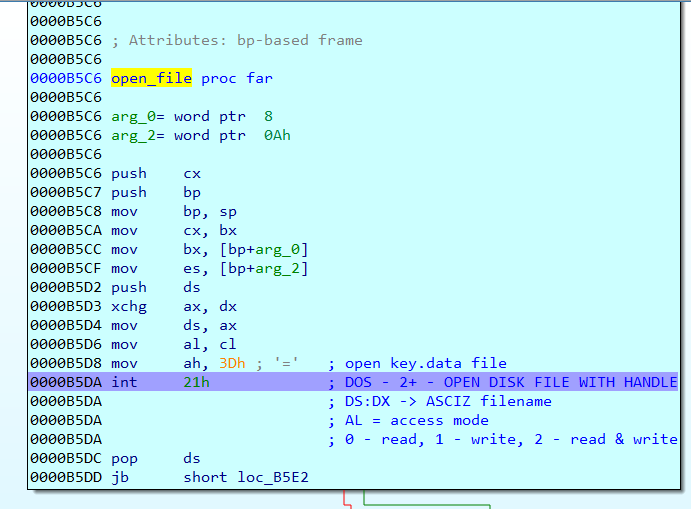 0000B5C6
0000B5C6
0000B5C6 ; Attributes: bp-based frame
0000B5C6
0000B5C6 open_file proc far
0000B5C6
0000B5C6 arg_0= word ptr  8
0000B5C6 arg_2= word ptr  0Ah
0000B5C6
0000B5C6 push    cx
0000B5C7 push    bp
0000B5C8 mov     bp, sp
0000B5CA mov     cx, bx
0000B5CC mov     bx, [bp+arg_0]
0000B5CF mov     es, [bp+arg_2]
0000B5D2 push    ds
0000B5D3 xchg    ax, dx
0000B5D4 mov     ds, ax
0000B5D6 mov     al, cl
0000B5D8 mov     ah, 3Dh ; '='   ; open key.data file
0000B5DA int     21h             ; DOS - 2+ - OPEN DISK FILE WITH HANDLE
0000B5DA                         ; DS:DX -> ASCIZ filename
0000B5DA                         ; AL = access mode
0000B5DA                         ; 0 - read, 1 - write, 2 - read & write
0000B5DC pop     ds
0000B5DD jb      short loc_B5E2